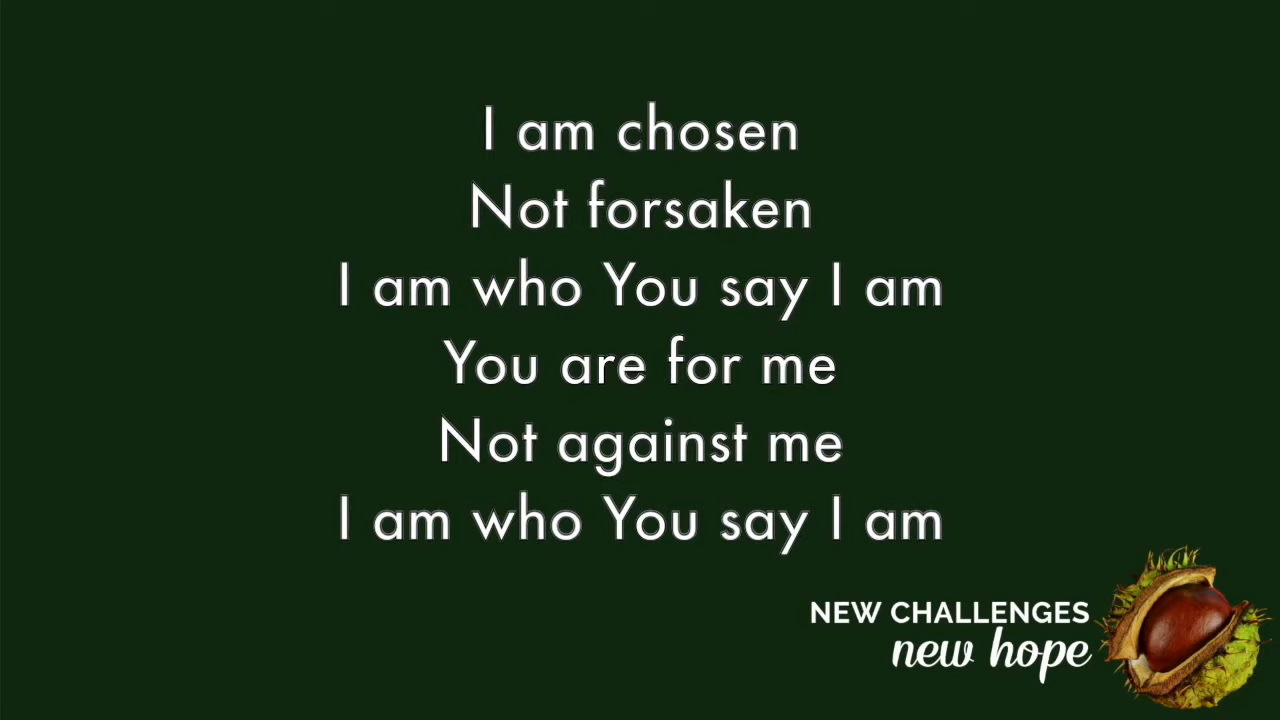 I am chosen
Not forsaken
I am who You say I am
You are for me
Not against me
I am who You say I am
NEW CHALLENGES
new hope